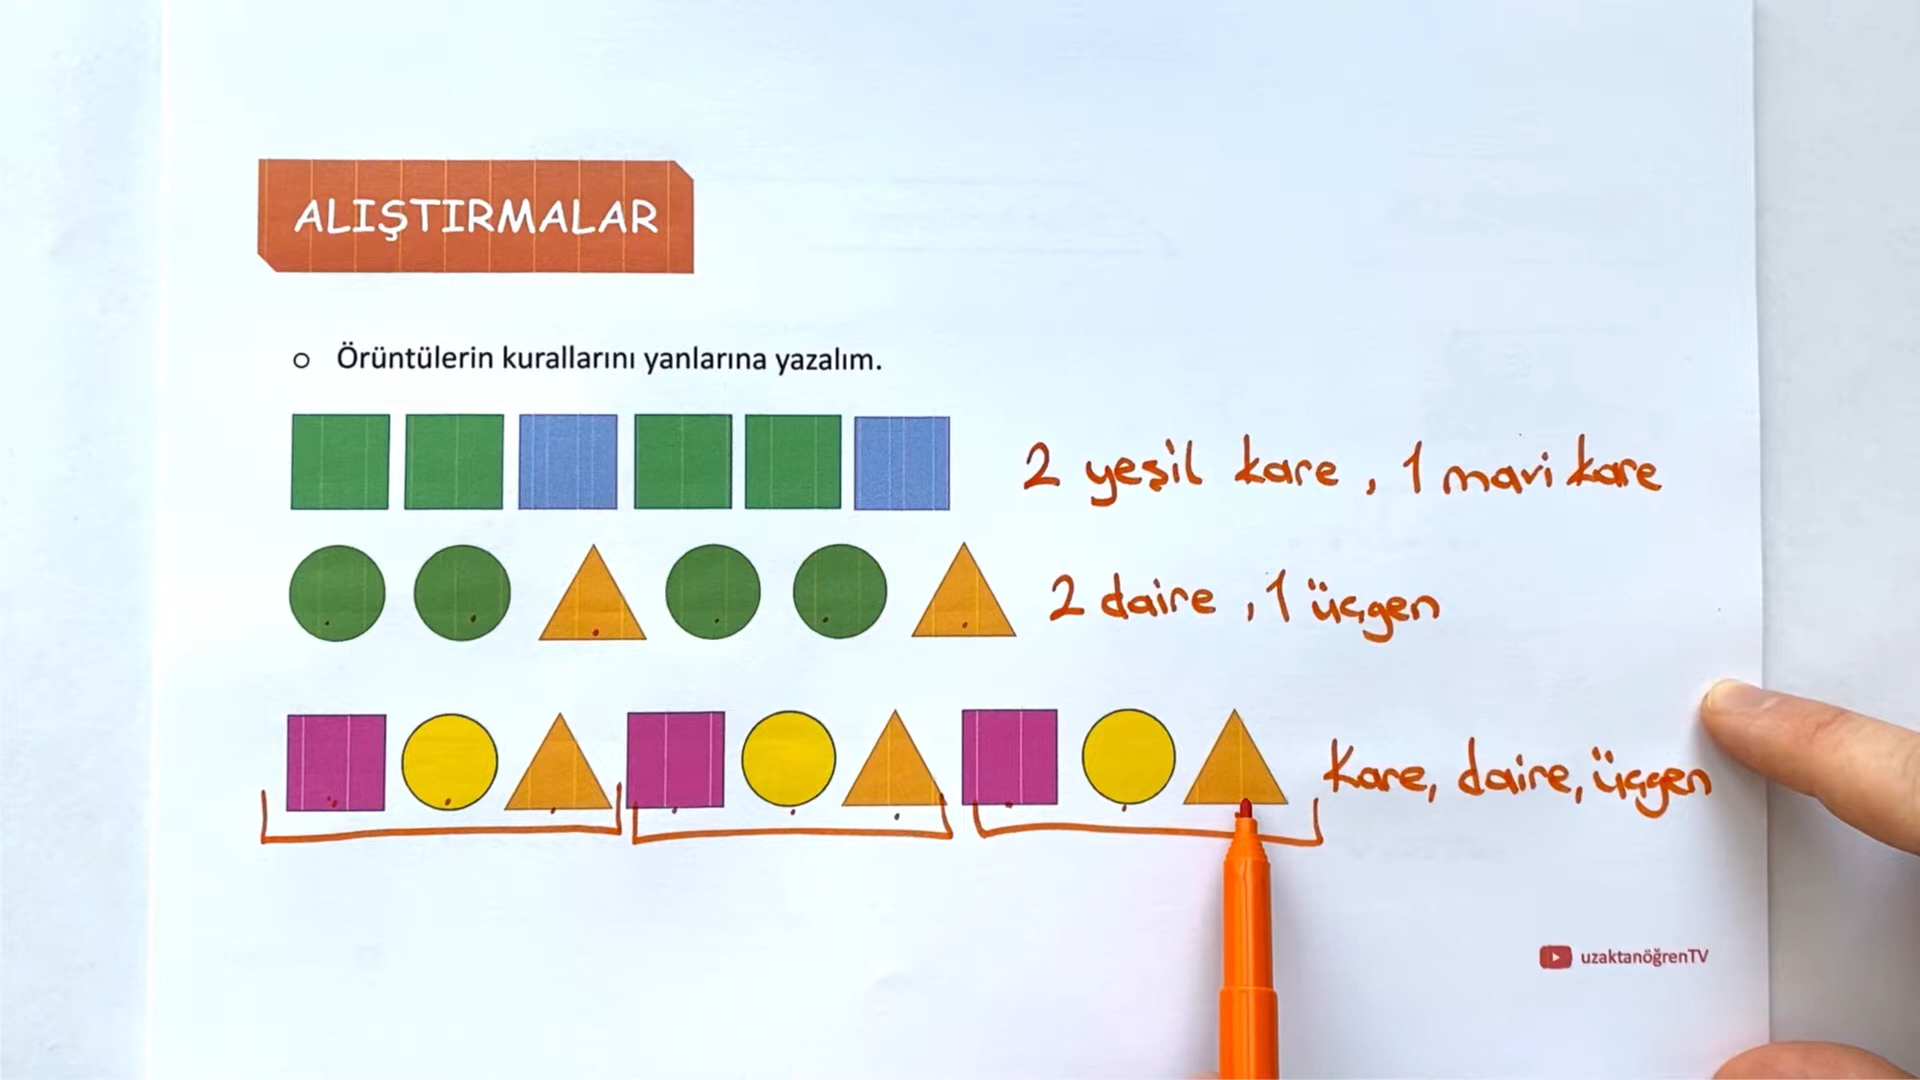 ALIŞTIRMALAR
o Örüntülerin kurallarını yanlarına yazalım.
2 yeşil kare, 1 mavi kare
2 daire, 1 üçgen
Kare, daire, üçgen
uzaktanöğrenTV